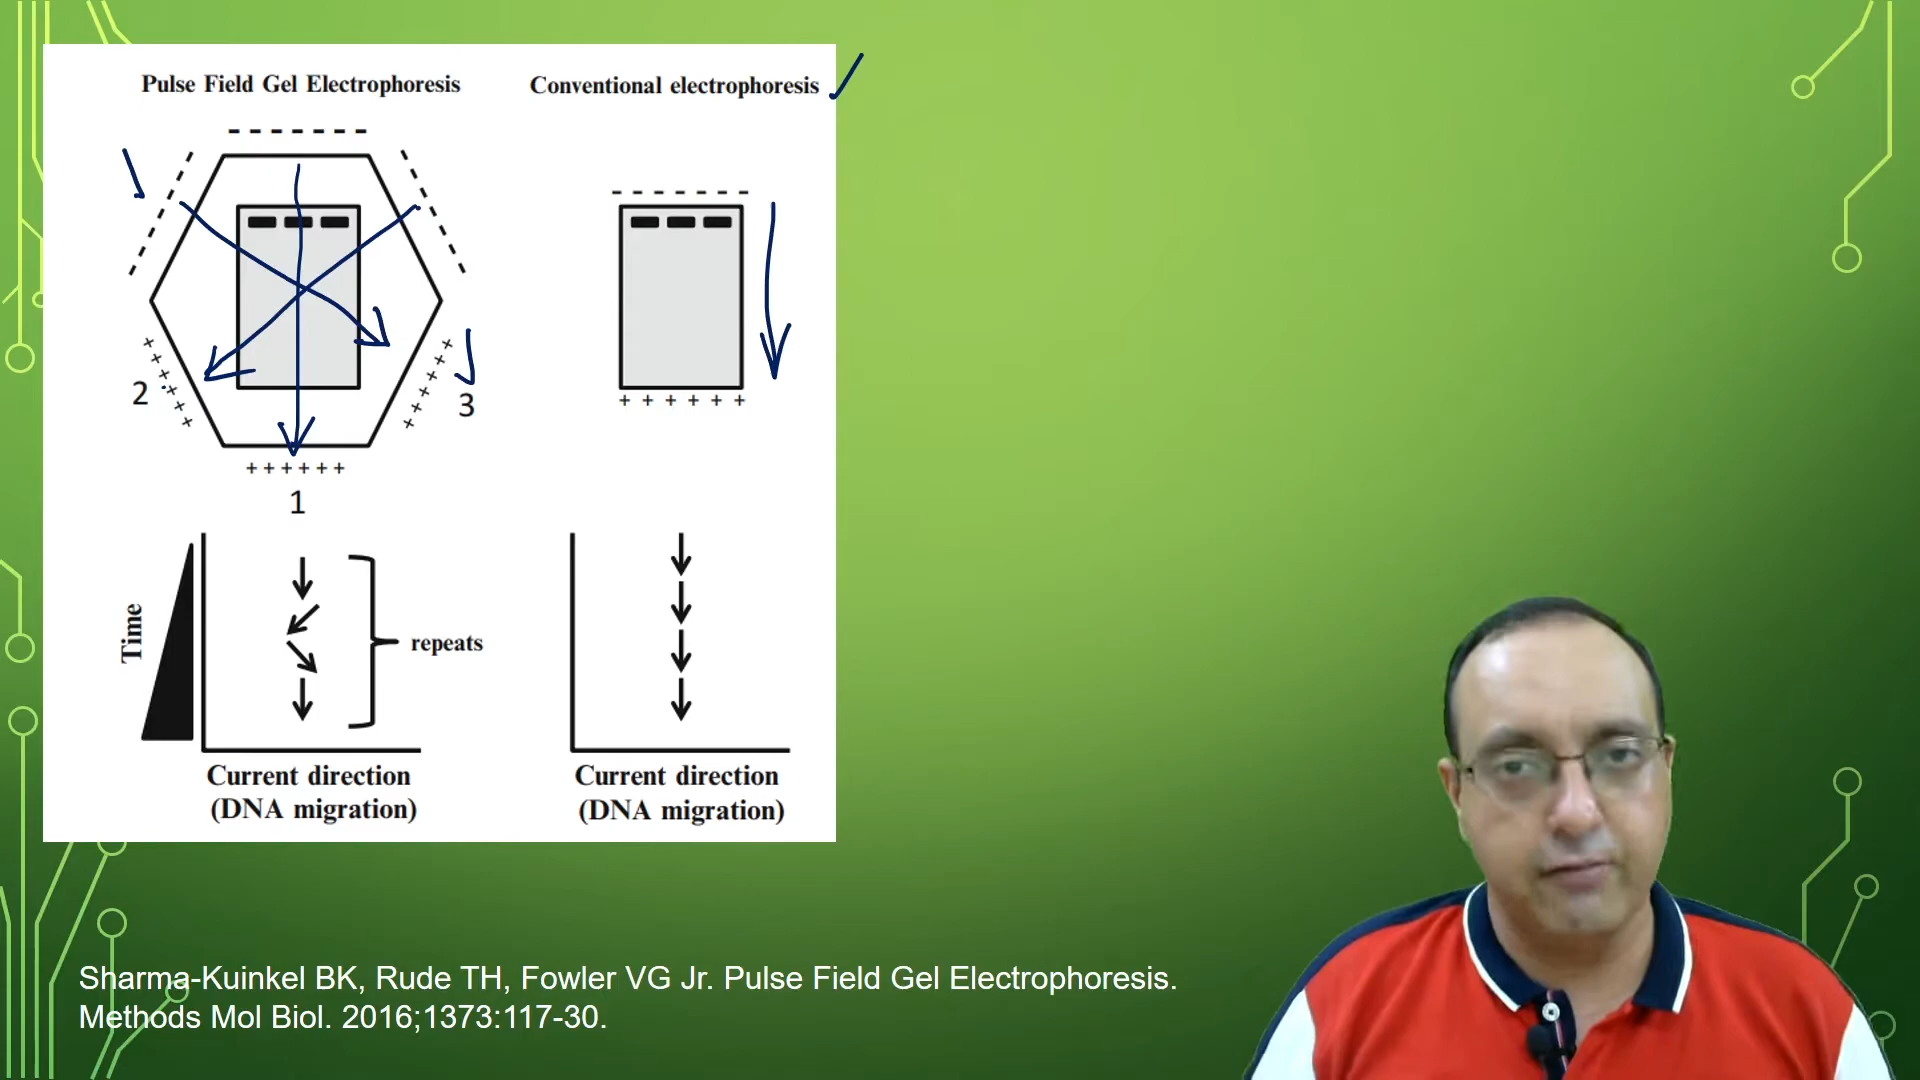 Pulse Field Gel Electrophoresis
Conventional electrophoresis
- - - - - - -
- - - - - - -
+ + + + + +
2
3
+ + + + + +
1
Time
repeats
Current direction
(DNA migration)
Current direction
(DNA migration)
Sharma-Kuinkel BK, Rude TH, Fowler VG Jr. Pulse Field Gel Electrophoresis.
Methods Mol Biol. 2016;1373:117-30.